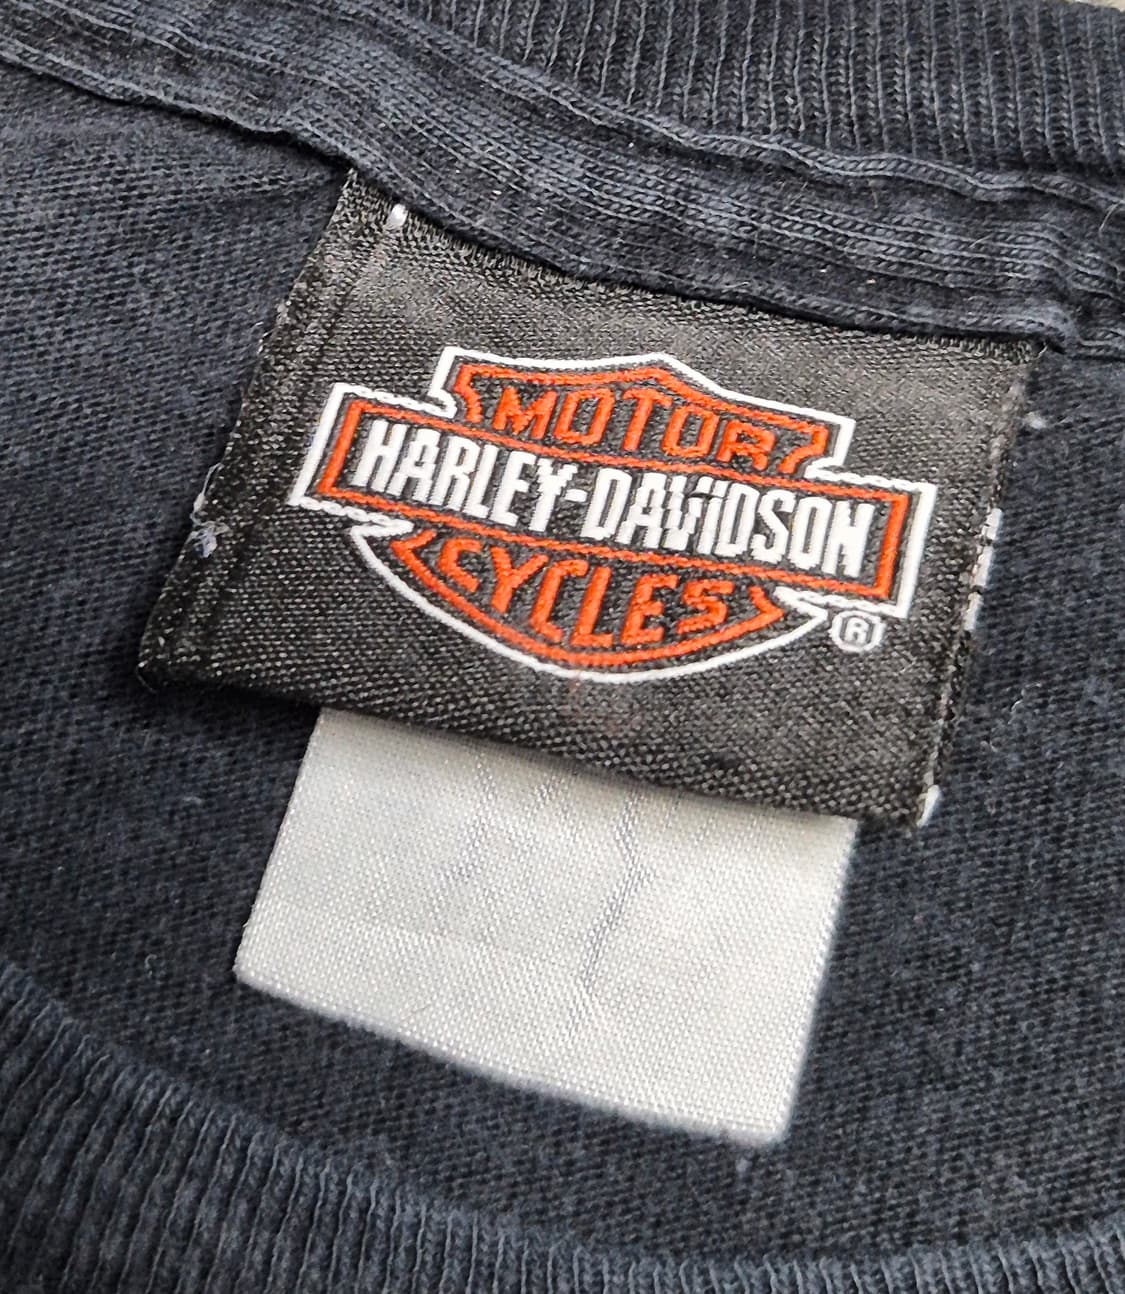 MOTOR
HARLEY-DAVIDSON
CYCLES
®